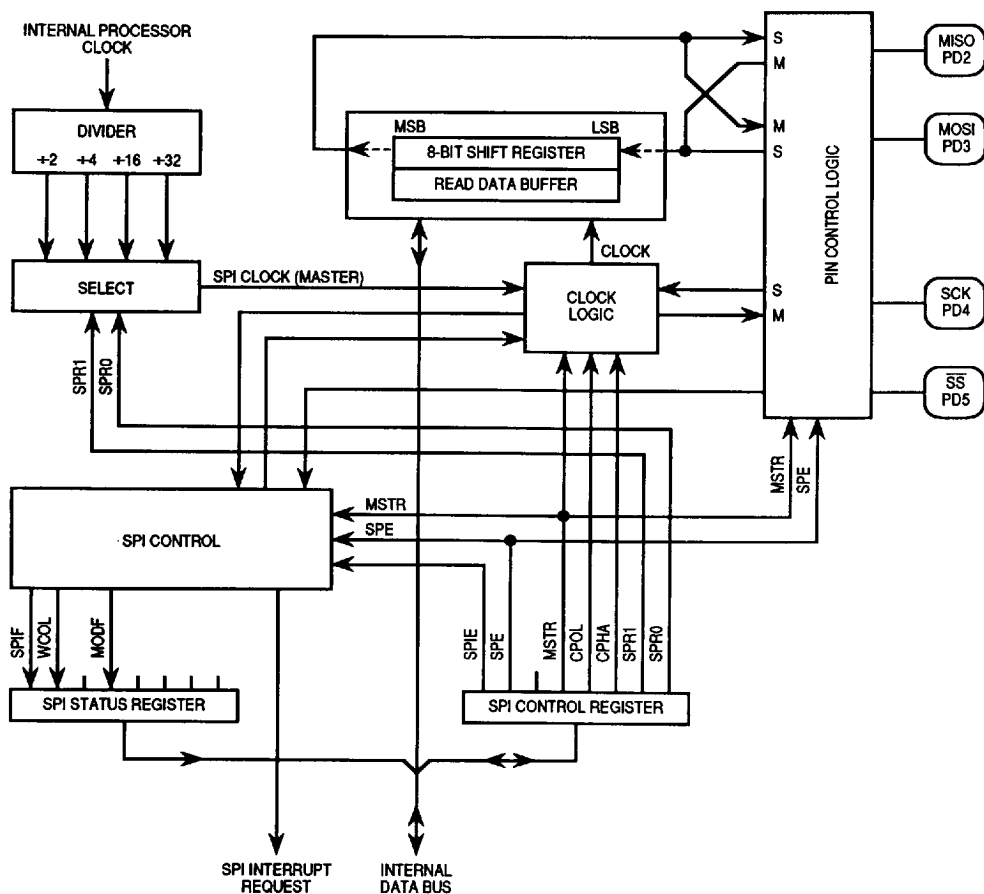 INTERNAL PROCESSOR
CLOCK
DIVIDER
÷2 ÷4 ÷16 ÷32
SELECT
SPI CLOCK (MASTER)
SPR1
SPR0
MSB
LSB
8-BIT SHIFT REGISTER
READ DATA BUFFER
CLOCK
CLOCK
LOGIC
S
M
M
S
S
M
PIN CONTROL LOGIC
MISO
PD2
MOSI
PD3
SCK
PD4
SS
PD5
MSTR
SPE
SPI CONTROL
MSTR
SPE
SPIF
WCOL
MODF
SPI STATUS REGISTER
SPIE
SPE
MSTR
CPOL
CPHA
SPR1
SPR0
SPI CONTROL REGISTER
SPI INTERRUPT
REQUEST
INTERNAL
DATA BUS